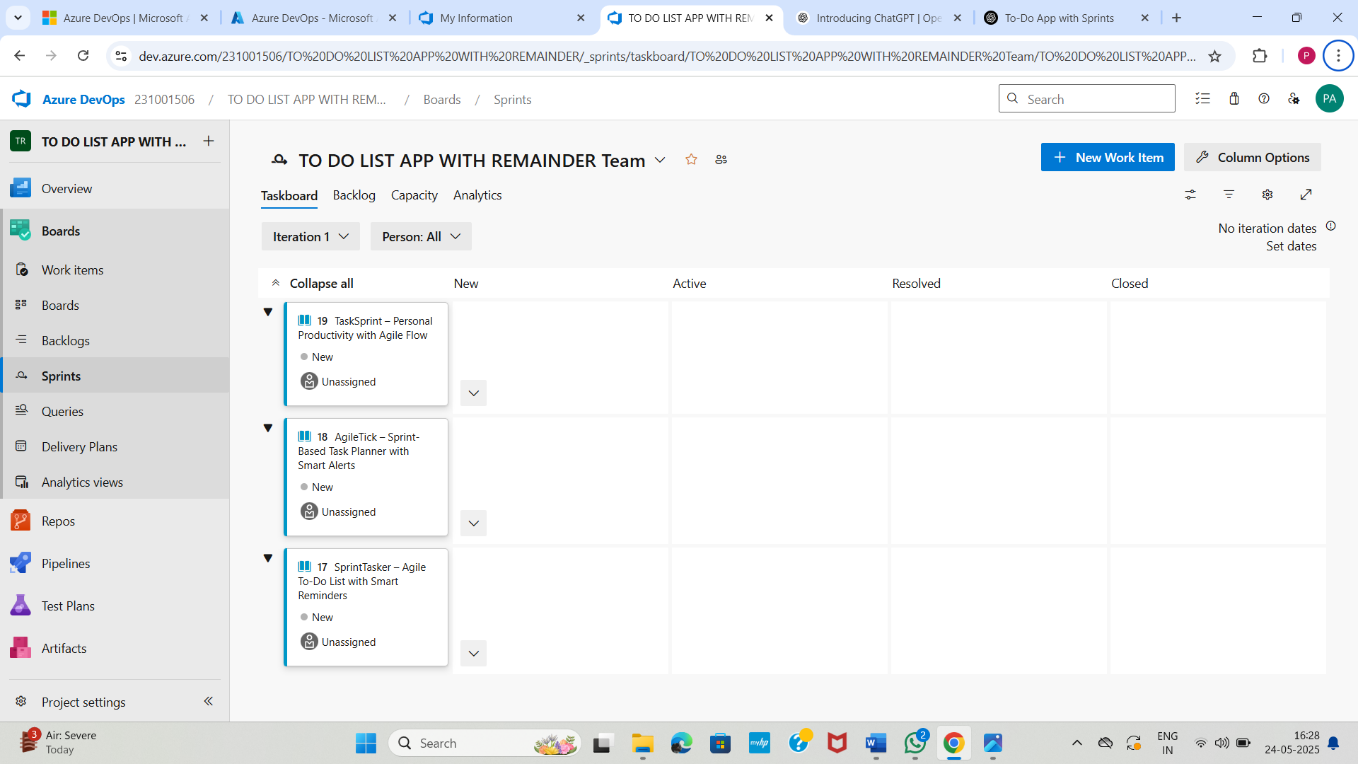 Azure DevOps | Microsoft A
Azure DevOps - Microsoft A
My Information
TO DO LIST APP WITH REM
Introducing ChatGPT | Ope
To-Do App with Sprints
dev.azure.com/231001506/TO%20DO%20LIST%20APP%20WITH%20REMAINDER/_sprints/taskboard/TO%20DO%20LIST%20APP%20WITH%20REMAINDER%20Team/TO%20DO%20LIST%20APP...
P
Azure DevOps 231001506 / TO DO LIST APP WITH REM... / Boards / Sprints
Search
PA
TR TO DO LIST APP WITH ...
Overview
Boards
Work items
Boards
Backlogs
Sprints
Queries
Delivery Plans
Analytics views
Repos
Pipelines
Test Plans
Artifacts
Project settings
TO DO LIST APP WITH REMAINDER Team
New Work Item
Column Options
Taskboard Backlog Capacity Analytics
Iteration 1
Person: All
No iteration dates
Set dates
Collapse all New Active Resolved Closed
19 TaskSprint – Personal
Productivity with Agile Flow
New
Unassigned
18 AgileTick – Sprint-
Based Task Planner with
Smart Alerts
New
Unassigned
17 SprintTasker – Agile
To-Do List with Smart
Reminders
New
Unassigned
3
Air: Severe
Today
Search
2
ENG
IN
16:28
24-05-2025